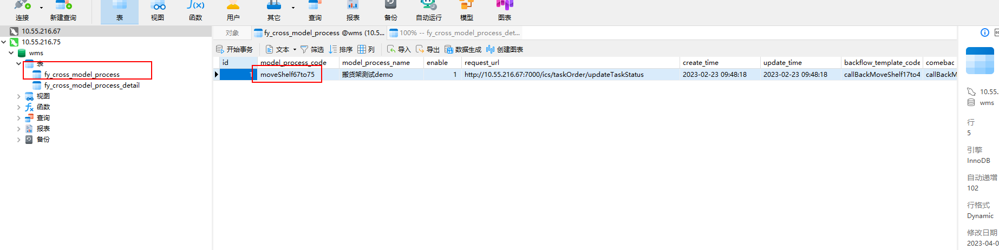 连接 新建查询 表 视图 函数 用户 其它 查询 报表 备份 自动运行 模型 图表
10.55.216.67
10.55.216.75
wms
表
fy_cross_model_process
fy_cross_model_process_detail
视图
函数
查询
报表
备份
对象 fy_cross_model_process @wms (10.5... 100% -- fy_cross_model_process_det...
开始事务 文本 筛选 排序 列 导入 导出 数据生成 创建图表
id model_process_code model_process_name enable request_url create_time update_time backflow_template_code comebac
1 moveShelf67to75 搬货架测试demo 1 http://10.55.216.67:7000/ics/taskOrder/updateTaskStatus 2023-02-23 09:48:18 2023-02-23 09:48:18 callBackMoveShelf17to4 callBackM
10.55.
wms
行
5
引擎
InnoDB
自动递增
102
行格式
Dynamic
修改日期
2023-04-0